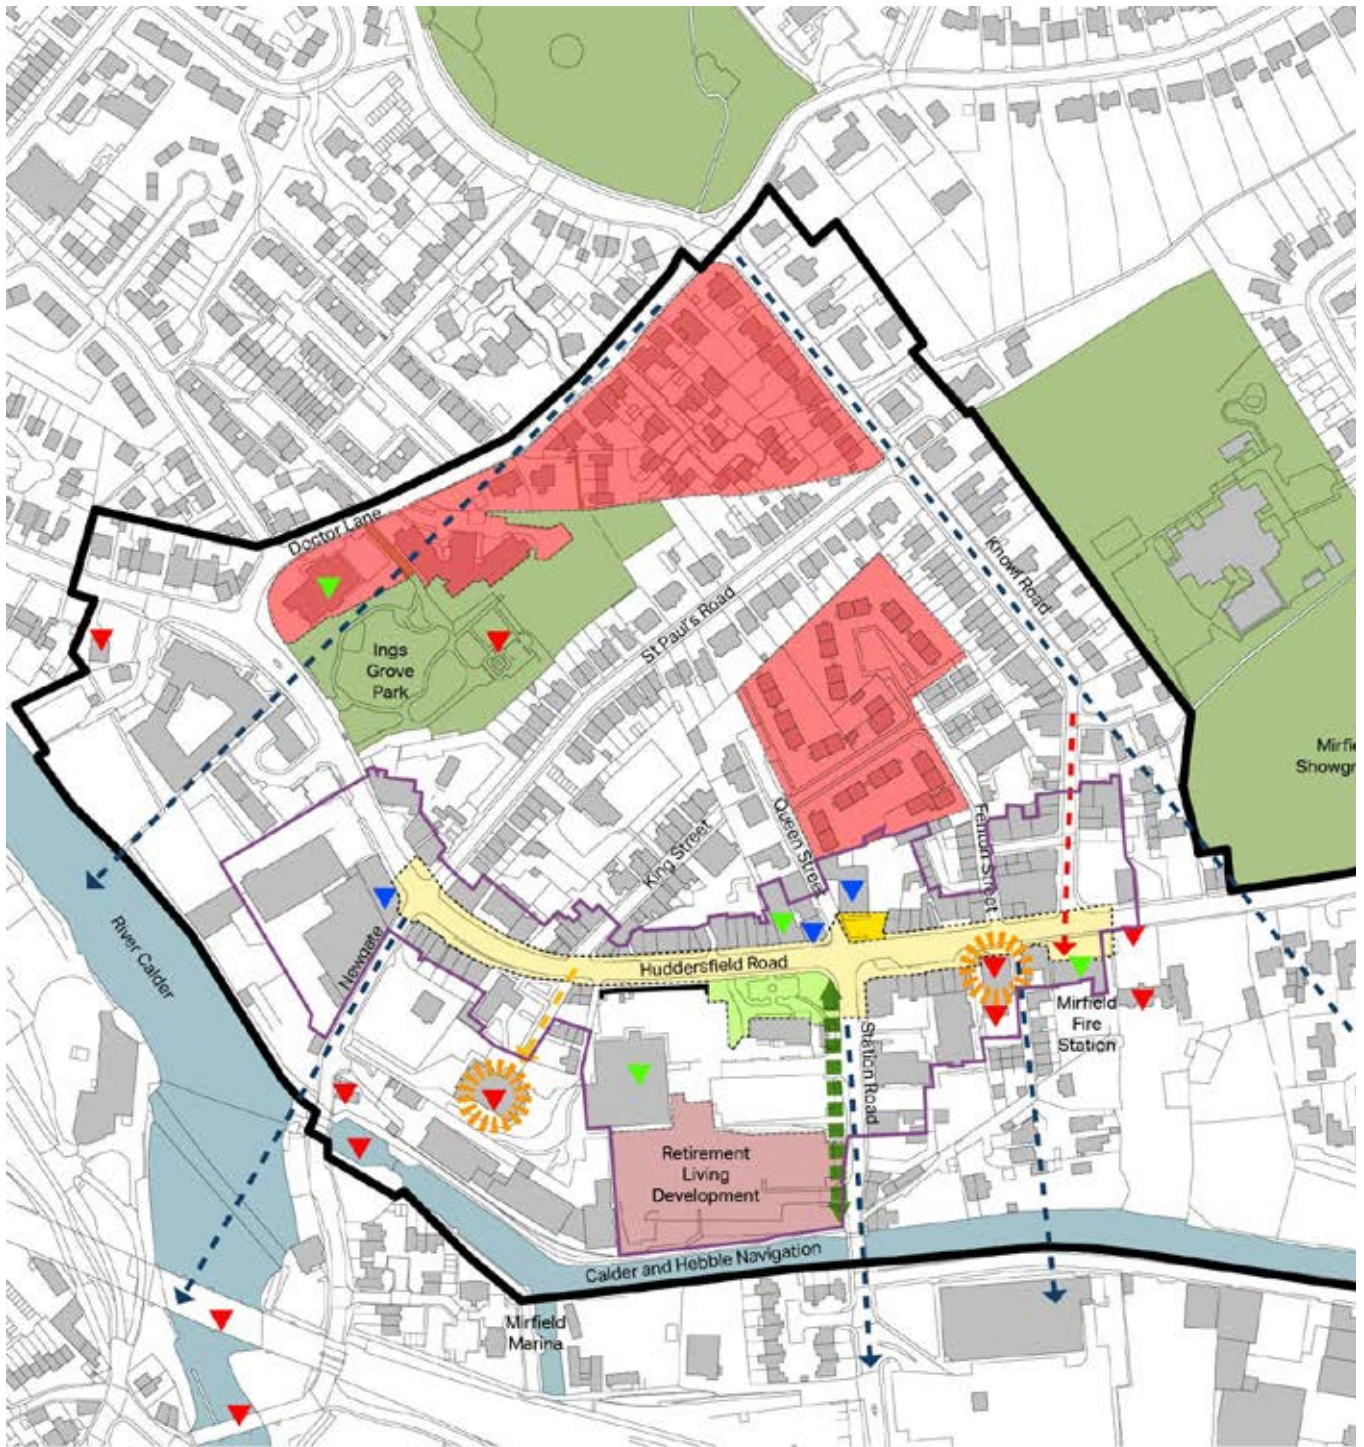 Doctor Lane
Knowl Road
St Paul's Road
Ings
Grove
Park
Mirfie
Showgr
Queen Street
King Street
Fenton Street
River Calder
Newgate
Huddersfield Road
Station Road
Mirfield
Fire
Station
Retirement
Living
Development
Calder and Hebble Navigation
Mirfield
Marina